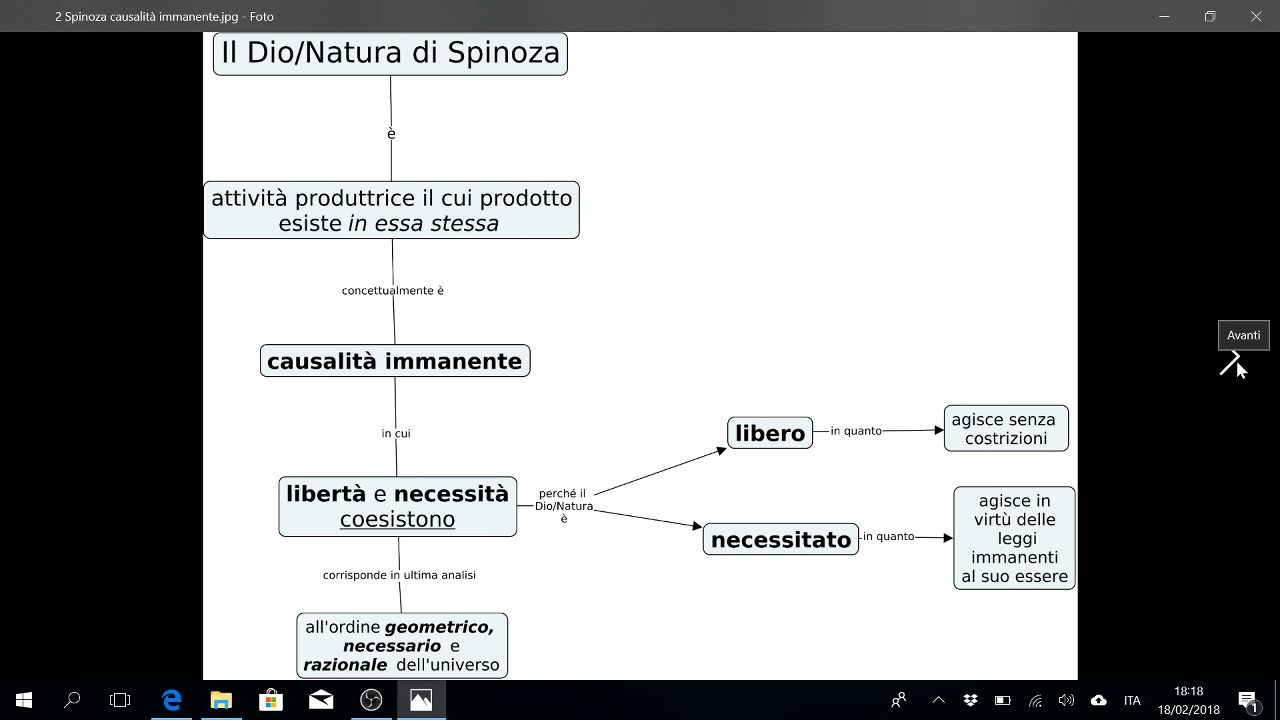 2 Spinoza causalità immanente.jpg - Foto
Il Dio/Natura di Spinoza
è
attività produttrice il cui prodotto
esiste in essa stessa
concettualmente è
Avanti
causalità immanente
in cui
libertà e necessità
coesistono
perché il
Dio/Natura
è
libero
in quanto
agisce senza
costrizioni
necessitato
in quanto
agisce in
virtù delle
leggi
immanenti
al suo essere
corrisponde in ultima analisi
all'ordine geometrico,
necessario e
razionale dell'universo
ITA
18:18
18/02/2018
1